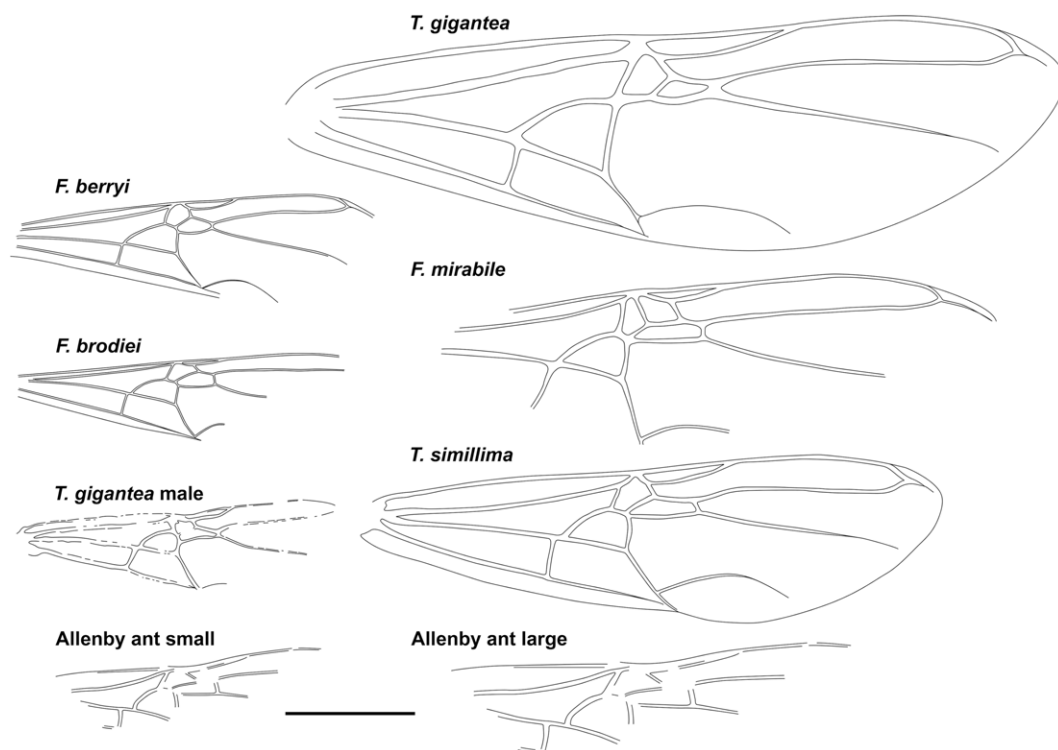 T. gigantea
F. berryi
F. mirabile
F. brodiei
T. simillima
T. gigantea male
Allenby ant small
Allenby ant large